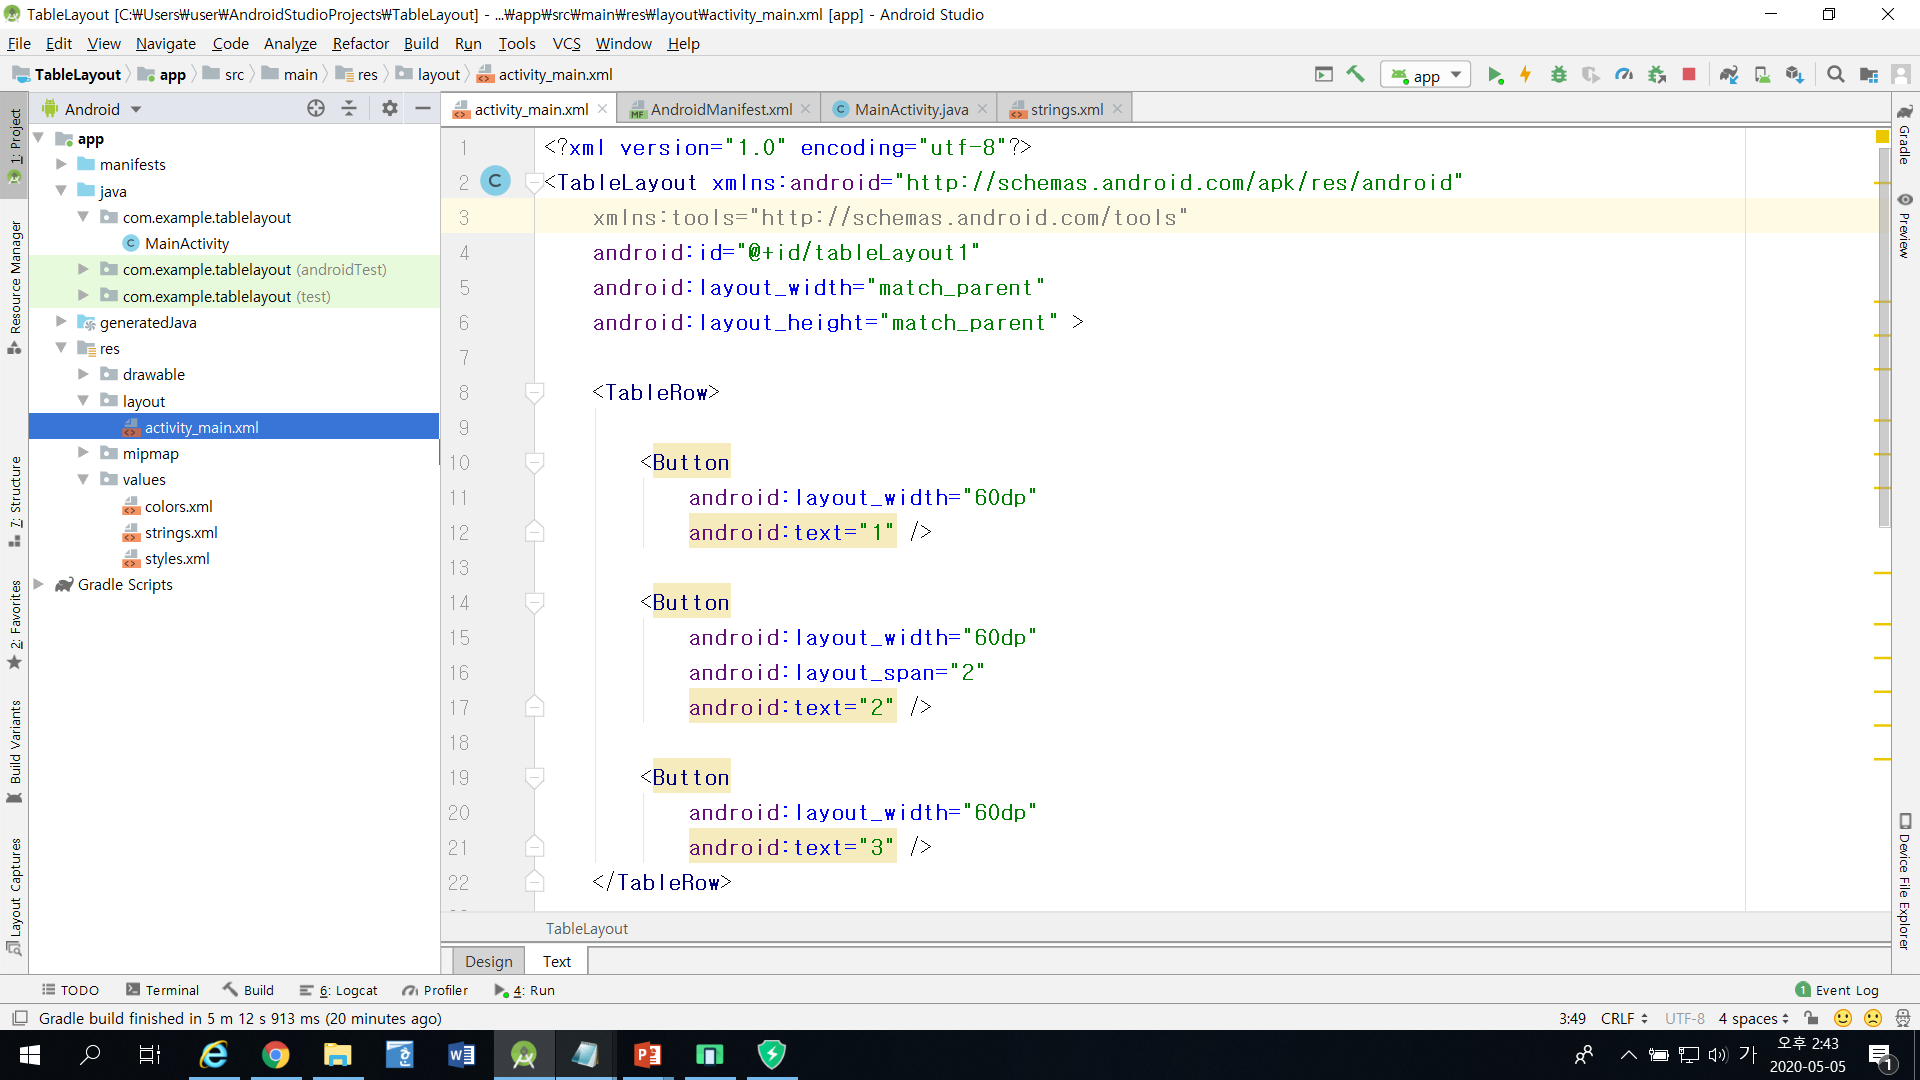 TableLayout [C:₩Users₩user₩AndroidStudioProjects₩TableLayout] - ...₩app₩src₩main₩res₩layout₩activity_main.xml [app] - Android Studio
File Edit View Navigate Code Analyze Refactor Build Run Tools VCS Window Help
TableLayout app src main res layout activity_main.xml
app
Android
activity_main.xml AndroidManifest.xml MainActivity.java strings.xml
1: Project
Resource Manager
7: Structure
2: Favorites
Build Variants
Layout Captures
app
manifests
java
com.example.tablelayout
MainActivity
com.example.tablelayout (androidTest)
com.example.tablelayout (test)
generatedJava
res
drawable
layout
activity_main.xml
mipmap
values
colors.xml
strings.xml
styles.xml
Gradle Scripts
1 <?xml version="1.0" encoding="utf-8"?>
2 <TableLayout xmlns:android="http://schemas.android.com/apk/res/android"
3 xmlns:tools="http://schemas.android.com/tools"
4 android:id="@+id/tableLayout1"
5 android:layout_width="match_parent"
6 android:layout_height="match_parent" >
7
8 <TableRow>
9
10 <Button
11 android:layout_width="60dp"
12 android:text="1" />
13
14 <Button
15 android:layout_width="60dp"
16 android:layout_span="2"
17 android:text="2" />
18
19 <Button
20 android:layout_width="60dp"
21 android:text="3" />
22 </TableRow>
TableLayout
Design Text
Gradle
Preview
Device File Explorer
TODO Terminal Build 6: Logcat Profiler 4: Run
1 Event Log
Gradle build finished in 5 m 12 s 913 ms (20 minutes ago)
3:49 CRLF UTF-8 4 spaces
가
오후 2:43
2020-05-05
1